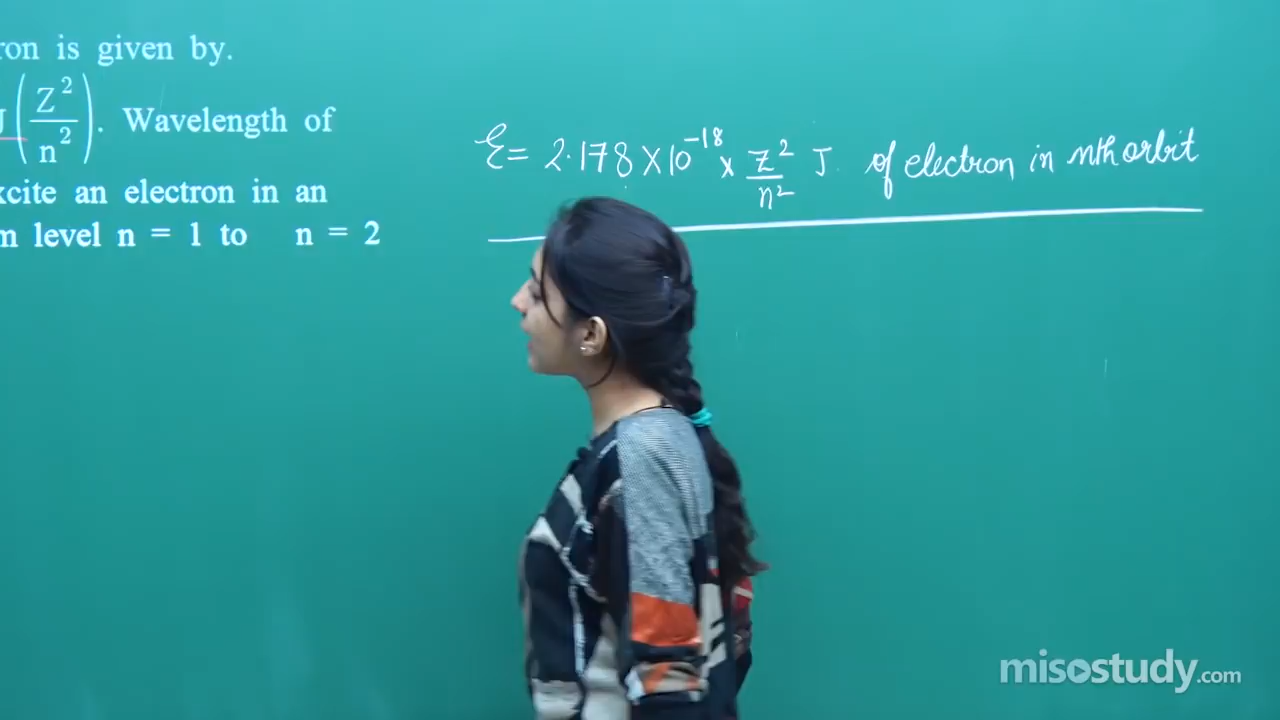 ron is given by.
J(Z²/n²). Wavelength of
xcite an electron in an
m level n = 1 to n = 2
E = 2.178 × 10⁻¹⁸ × Z²/n² J of electron in nth orbit
misostudy.com